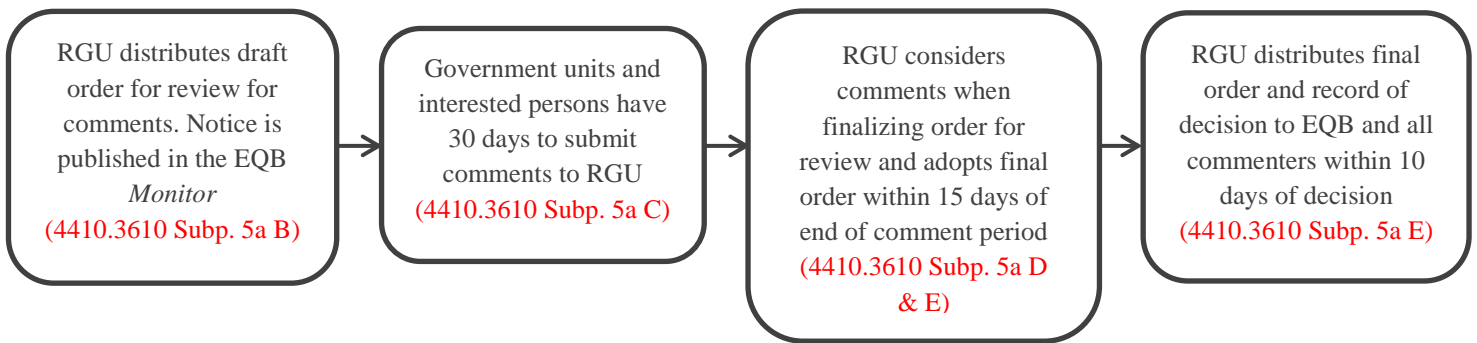 RGU distributes draft
order for review for
comments. Notice is
published in the EQB
Monitor
(4410.3610 Subp. 5a B)
Government units and
interested persons have
30 days to submit
comments to RGU
(4410.3610 Subp. 5a C)
RGU considers
comments when
finalizing order for
review and adopts final
order within 15 days of
end of comment period
(4410.3610 Subp. 5a D
& E)
RGU distributes final
order and record of
decision to EQB and all
commenters within 10
days of decision
(4410.3610 Subp. 5a E)